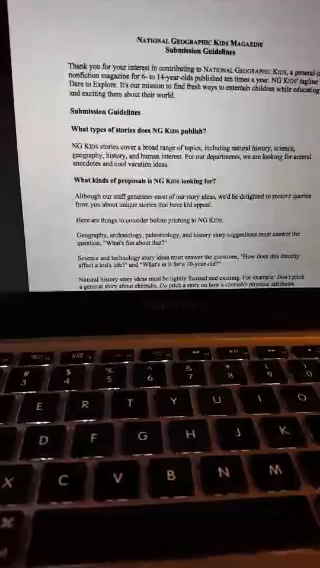 NATIONAL GEOGRAPHIC KIDS MAGAZINE
Submission Guidelines
Thank you for your interest in contributing to NATIONAL GEOGRAPHIC KIDS, a general-
nonfiction magazine for 6- to 14-year-olds published ten times a year. NG KIDS' tagline
Dare to Explore. It's our mission to find fresh ways to entertain children while educating
and exciting them about their world.
Submission Guidelines
What types of stories does NG KIDS publish?
NG KIDS stories cover a broad range of topics, including natural history, science,
geography, history, and human interest. For our departments, we are looking for animal
anecdotes and cool vacation ideas.
What kinds of proposals is NG KIDS looking for?
Although our staff generates most of our story ideas, we'd be delighted to receive queries
from you about unique stories that have kid appeal.
Here are things to consider before pitching to NG KIDS.
Geography, archaeology, paleontology, and history story suggestions must answer the
question, "What's fun about that?"
Science and technology story ideas must answer the questions, "How does this directly
affect a kid's life?" and "What's in it for a 10-year-old?"
Natural history story ideas must be tightly focused and exciting. For example: Don't pitch
a general story about cheetahs. Do pitch a story on how a cheetah's physical attributes
# $ % ^ & * ( )
3 4 5 6 7 8 9 0
E R T Y U I O
D F G H J K
X C V B N M
⌘